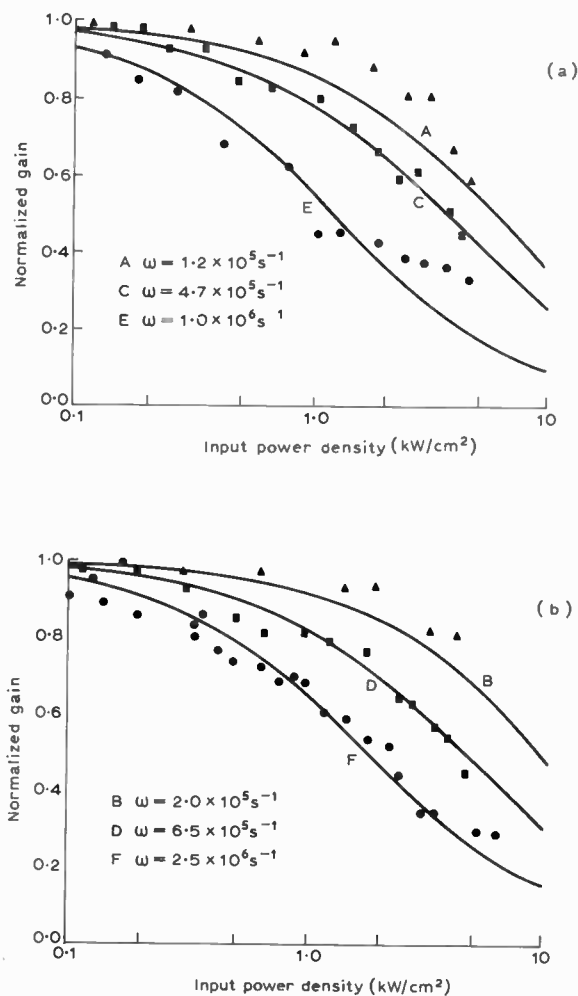 1·0
(a)
0·8
A
0·6
C
E
0·4
0·2
0·0
Normalized gain
A ω = 1·2 × 10⁵s⁻¹
C ω = 4·7 × 10⁵s⁻¹
E ω = 1·0 × 10⁶s⁻¹
0·1 1·0 10
Input power density (kW/cm²)
1·0
(b)
0·8
B
D
0·6
F
0·4
0·2
0·0
Normalized gain
B ω = 2·0 × 10⁵s⁻¹
D ω = 6·5 × 10⁵s⁻¹
F ω = 2·5 × 10⁶s⁻¹
0·1 1·0 10
Input power density (kW/cm²)